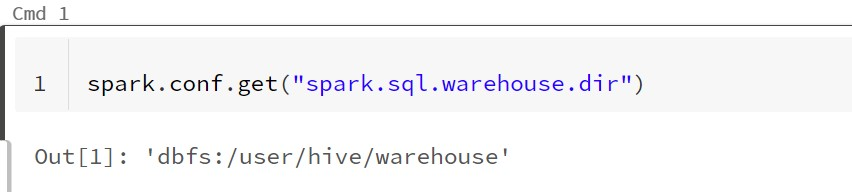 Cmd 1
1 spark.conf.get("spark.sql.warehouse.dir")
Out[1]: 'dbfs:/user/hive/warehouse'